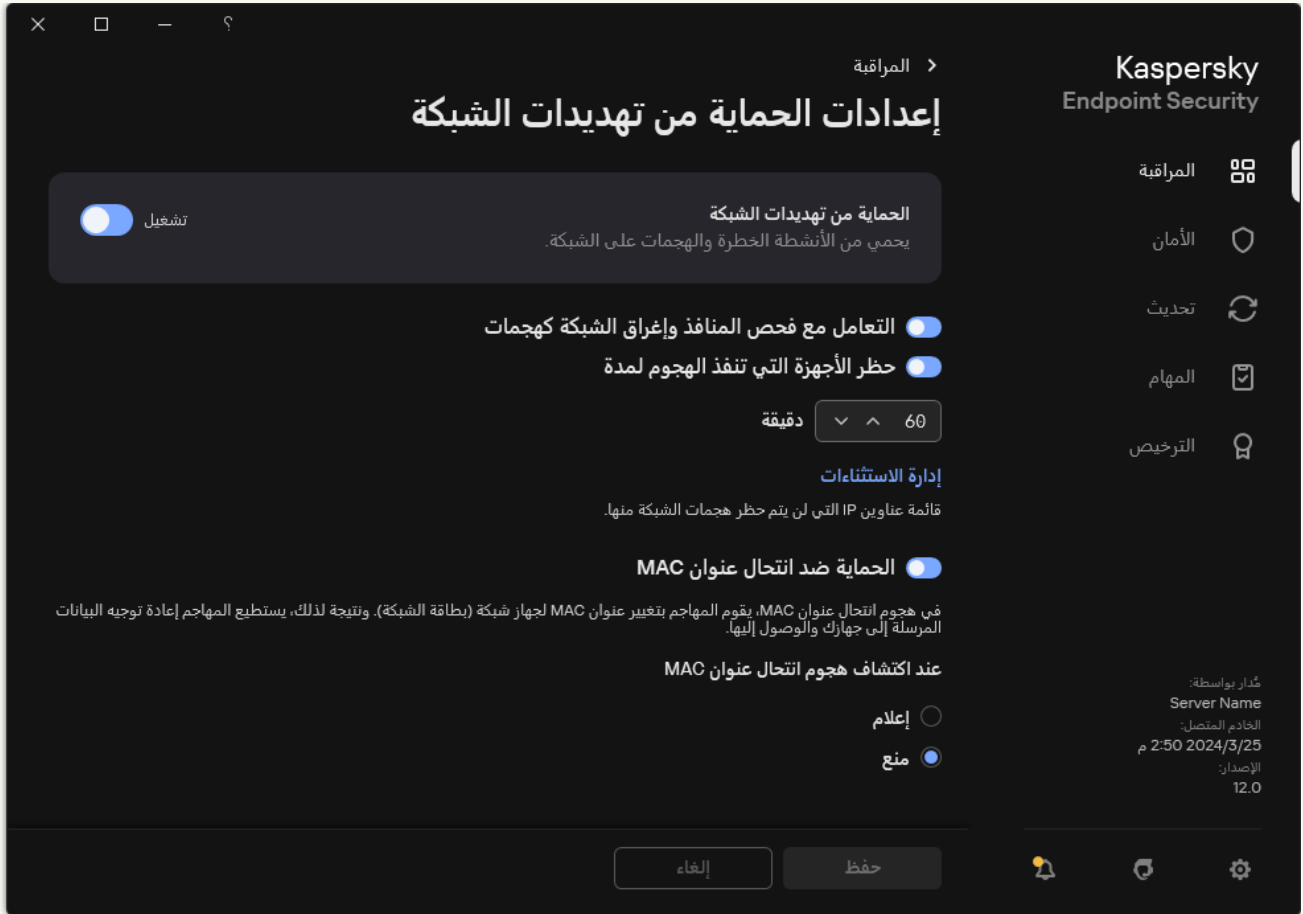 ؟
Kaspersky
Endpoint Security
المراقبة
الأمان
تحديث
المهام
الترخيص
مُدار بواسطة:
Server Name
الخادم المتصل:
2024/3/25 2:50 م
الإصدار:
12.0
المراقبة
إعدادات الحماية من تهديدات الشبكة
الحماية من تهديدات الشبكة
يحمي من الأنشطة الخطرة والهجمات على الشبكة.
تشغيل
التعامل مع فحص المنافذ وإغراق الشبكة كهجمات
حظر الأجهزة التي تنفذ الهجوم لمدة
60 دقيقة
إدارة الاستثناءات
قائمة عناوين IP التي لن يتم حظر هجمات الشبكة منها.
الحماية ضد انتحال عنوان MAC
في هجوم انتحال عنوان MAC، يقوم المهاجم بتغيير عنوان MAC لجهاز شبكة (بطاقة الشبكة). ونتيجة لذلك، يستطيع المهاجم إعادة توجيه البيانات
المرسلة إلى جهازك والوصول إليها.
عند اكتشاف هجوم انتحال عنوان MAC
إعلام
منع
حفظ
إلغاء